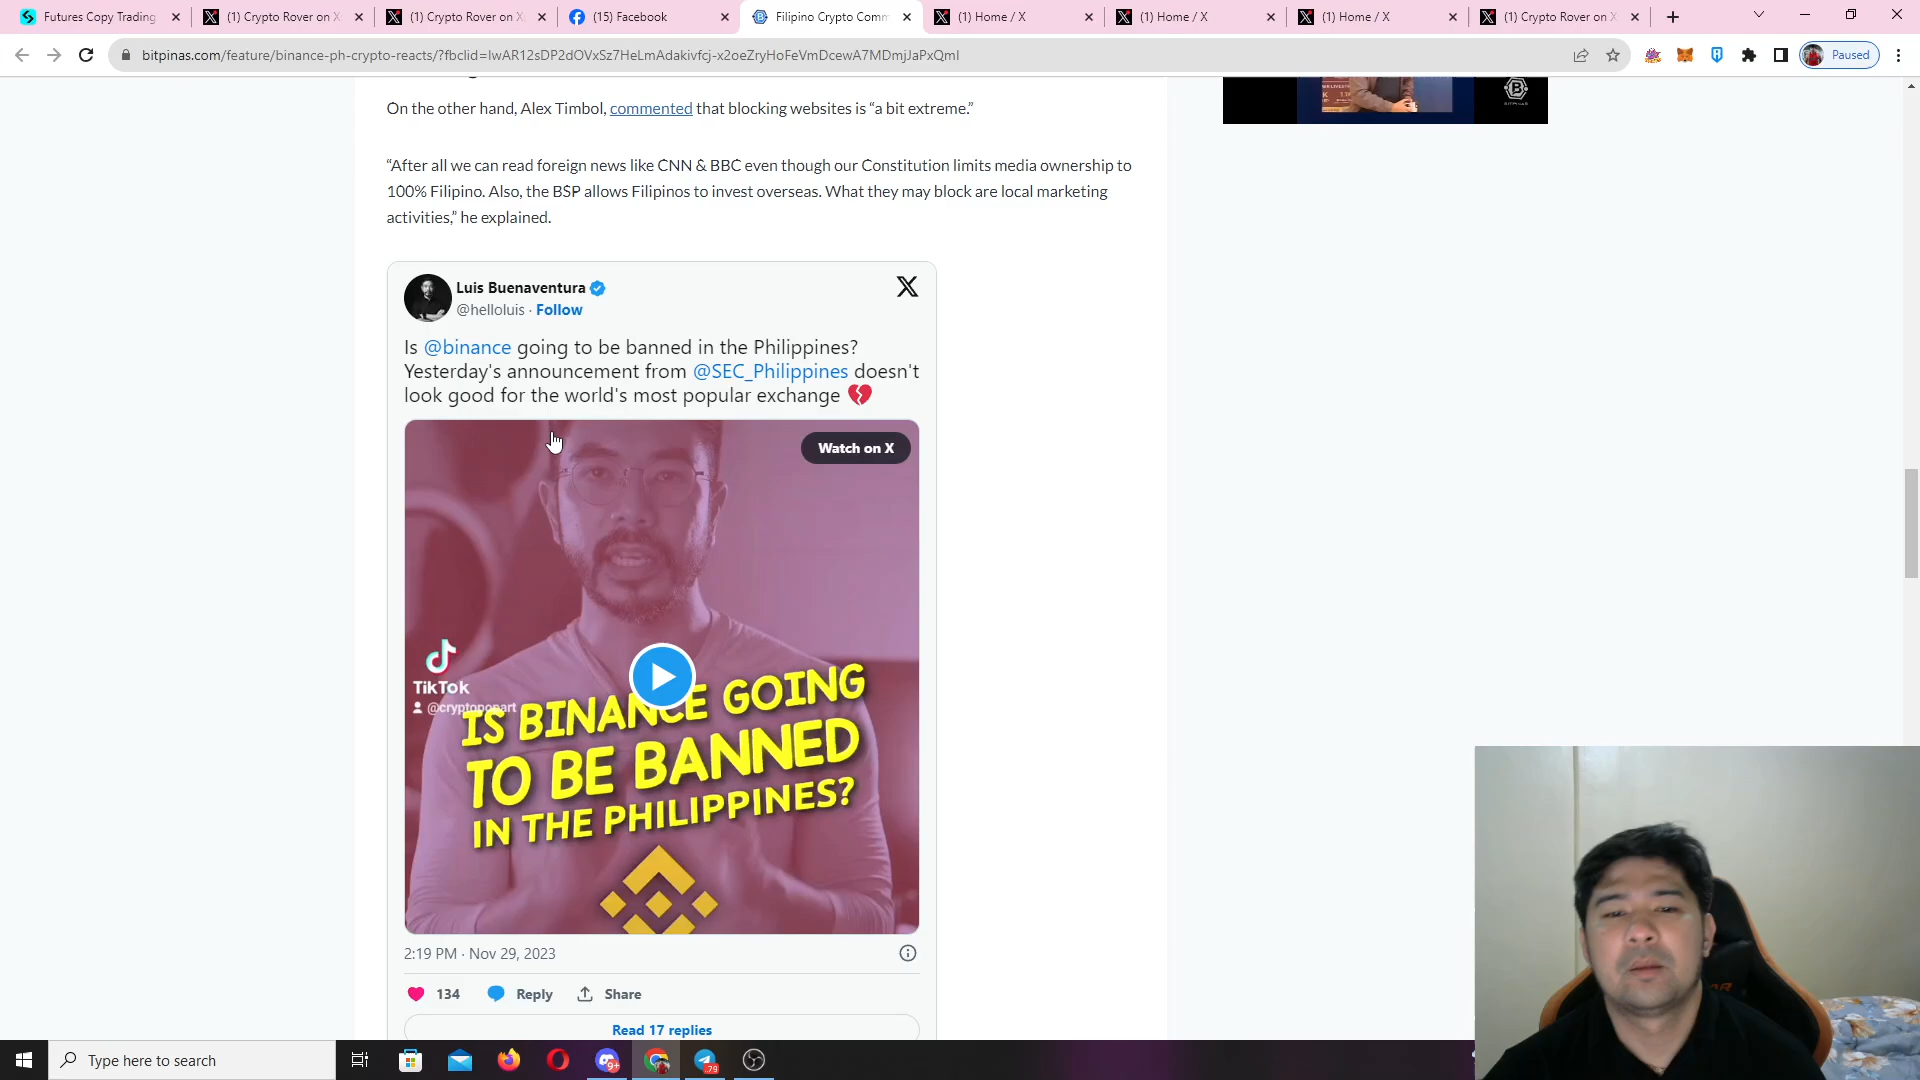 Futures Copy Trading
(1) Crypto Rover on X
(1) Crypto Rover on X
(15) Facebook
Filipino Crypto Comm
(1) Home / X
(1) Home / X
(1) Home / X
(1) Crypto Rover on X
bitpinas.com/feature/binance-ph-crypto-reacts/?fbclid=IwAR12sDP2dOVxSz7HeLmAdakivfcj-x2oeZryHoFeVmDcewA7MDmjJaPxQmI
Paused
On the other hand, Alex Timbol, commented that blocking websites is “a bit extreme.”
“After all we can read foreign news like CNN & BBC even though our Constitution limits media ownership to
100% Filipino. Also, the BSP allows Filipinos to invest overseas. What they may block are local marketing
activities,” he explained.
Luis Buenaventura
@helloluis · Follow
Is @binance going to be banned in the Philippines?
Yesterday's announcement from @SEC_Philippines doesn't
look good for the world's most popular exchange 💔
Watch on X
TikTok
@cryptopopart
IS BINANCE GOING
TO BE BANNED
IN THE PHILIPPINES?
2:19 PM · Nov 29, 2023
134
Reply
Share
Read 17 replies
Type here to search
9+
79